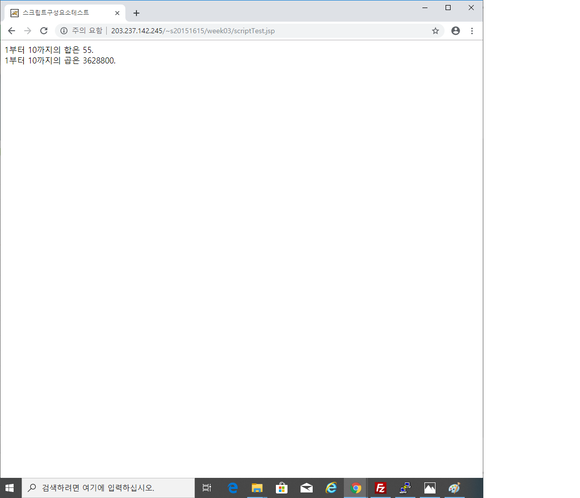 스크립트구성요소테스트
주의 요함 | 203.237.142.245/~s20151615/week03/scriptTest.jsp
1부터 10까지의 합은 55.
1부터 10까지의 곱은 3628800.
검색하려면 여기에 입력하십시오.